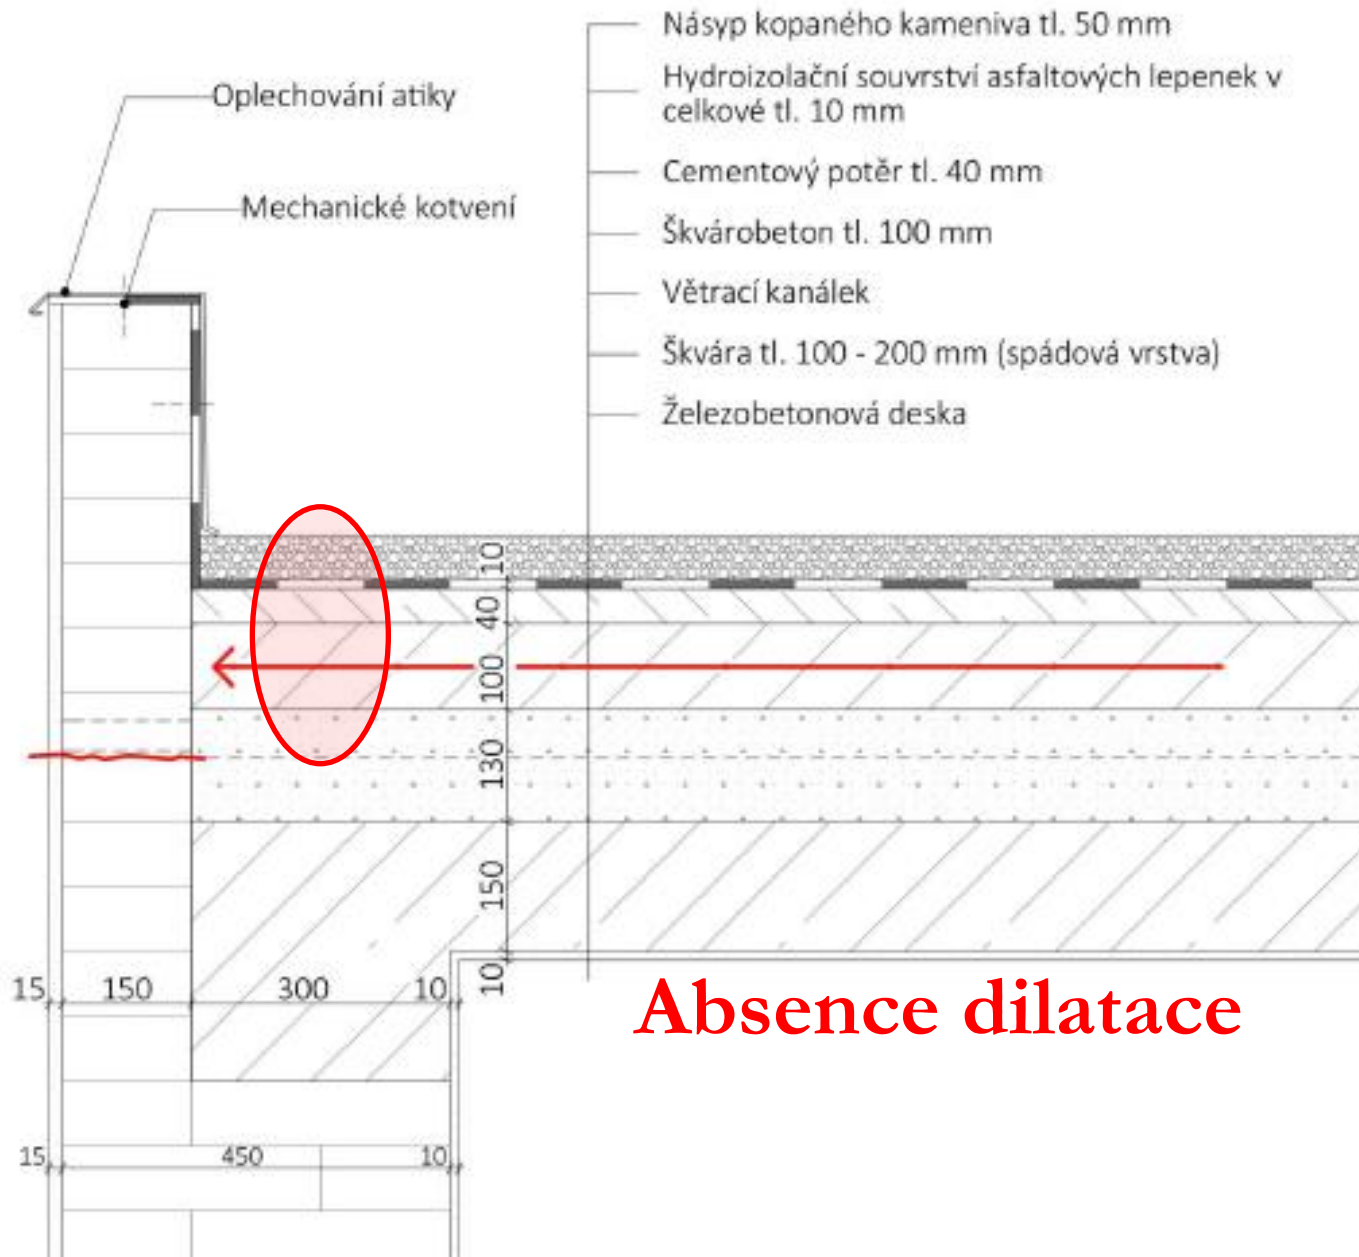 Násyp kopaného kameniva tl. 50 mm
Hydroizolační souvrství asfaltových lepenek v
celkové tl. 10 mm
Oplechování atiky
Cementový potěr tl. 40 mm
Mechanické kotvení
Škvárobeton tl. 100 mm
Větrací kanálek
Škvára tl. 100 - 200 mm (spádová vrstva)
Železobetonová deska
10
40
100
130
150
10
15 150 300 10
Absence dilatace
15 450 10